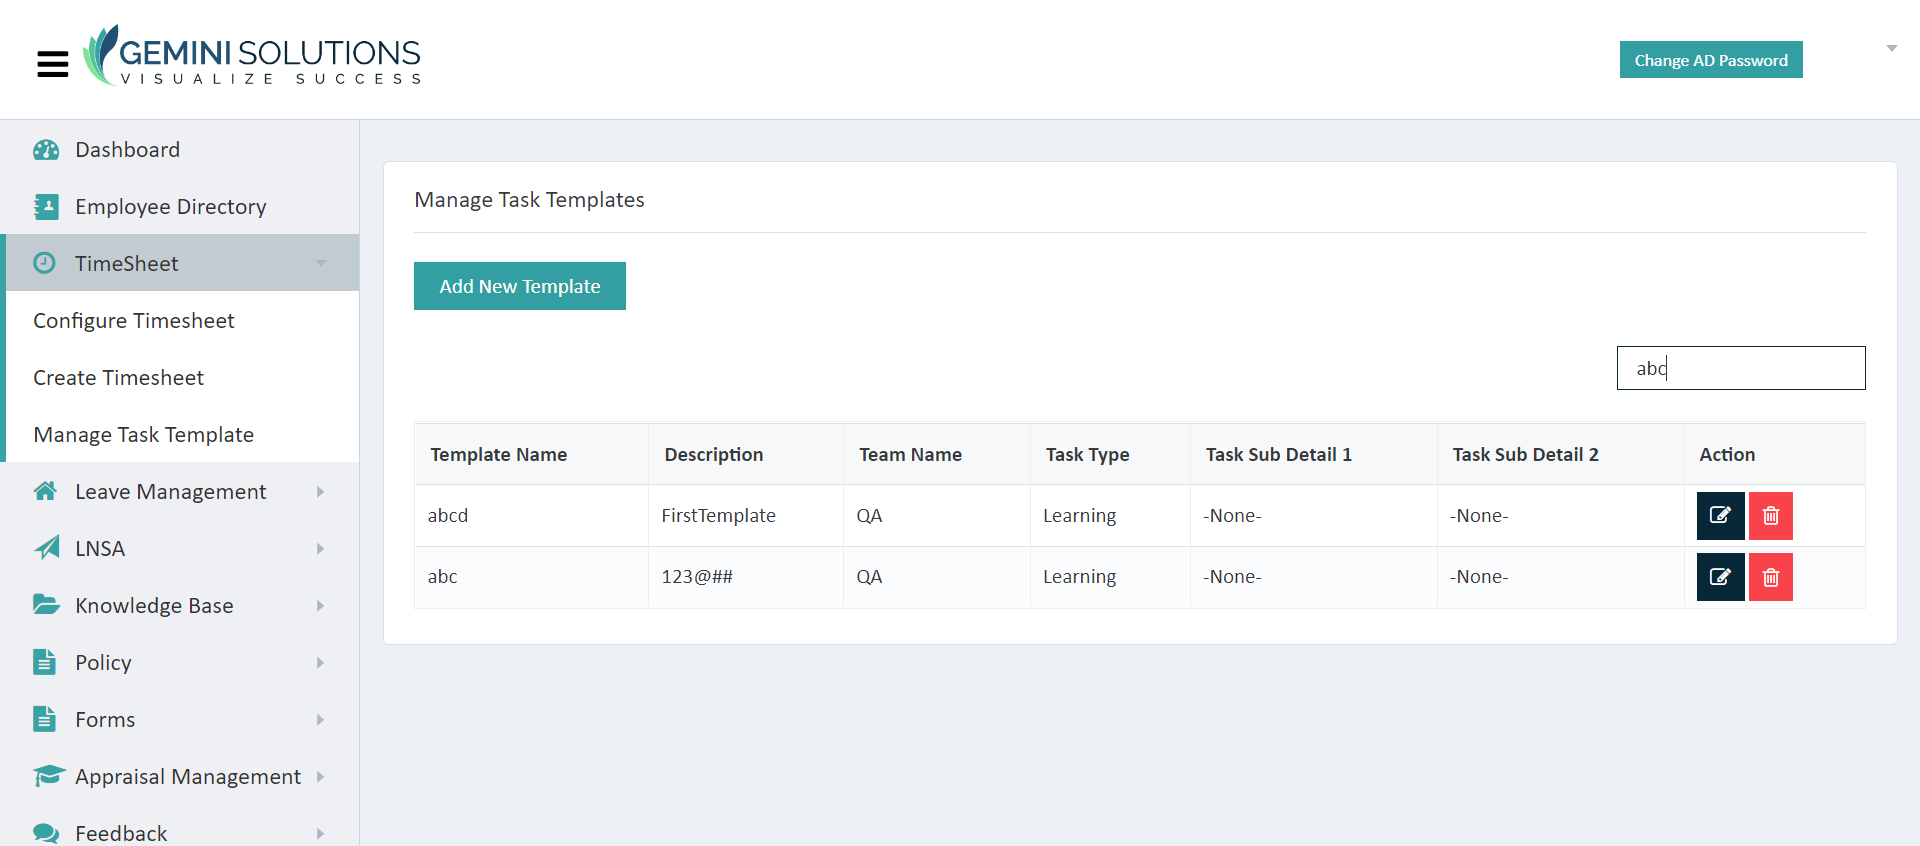 GEMINI SOLUTIONS
VISUALIZE SUCCESS
Change AD Password
Dashboard
Employee Directory
TimeSheet
Configure Timesheet
Create Timesheet
Manage Task Template
Leave Management
LNSA
Knowledge Base
Policy
Forms
Appraisal Management
Feedback
Manage Task Templates
Add New Template
abc
Template Name Description Team Name Task Type Task Sub Detail 1 Task Sub Detail 2 Action
abcd FirstTemplate QA Learning -None- -None-
abc 123@## QA Learning -None- -None-